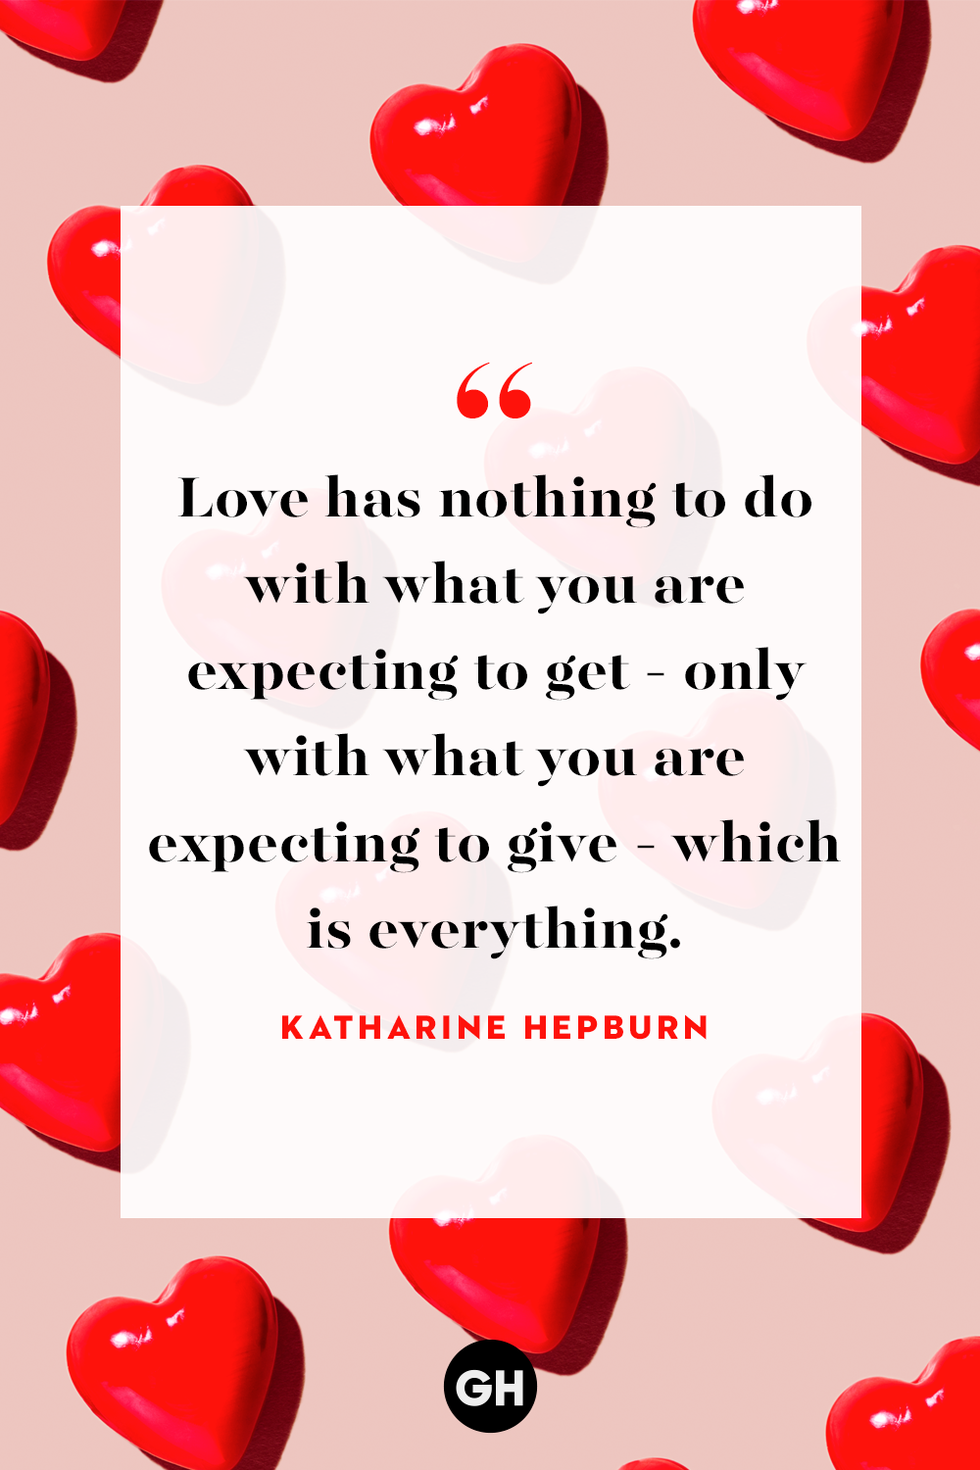 “
Love has nothing to do
with what you are
expecting to get - only
with what you are
expecting to give - which
is everything.
KATHARINE HEPBURN
GH